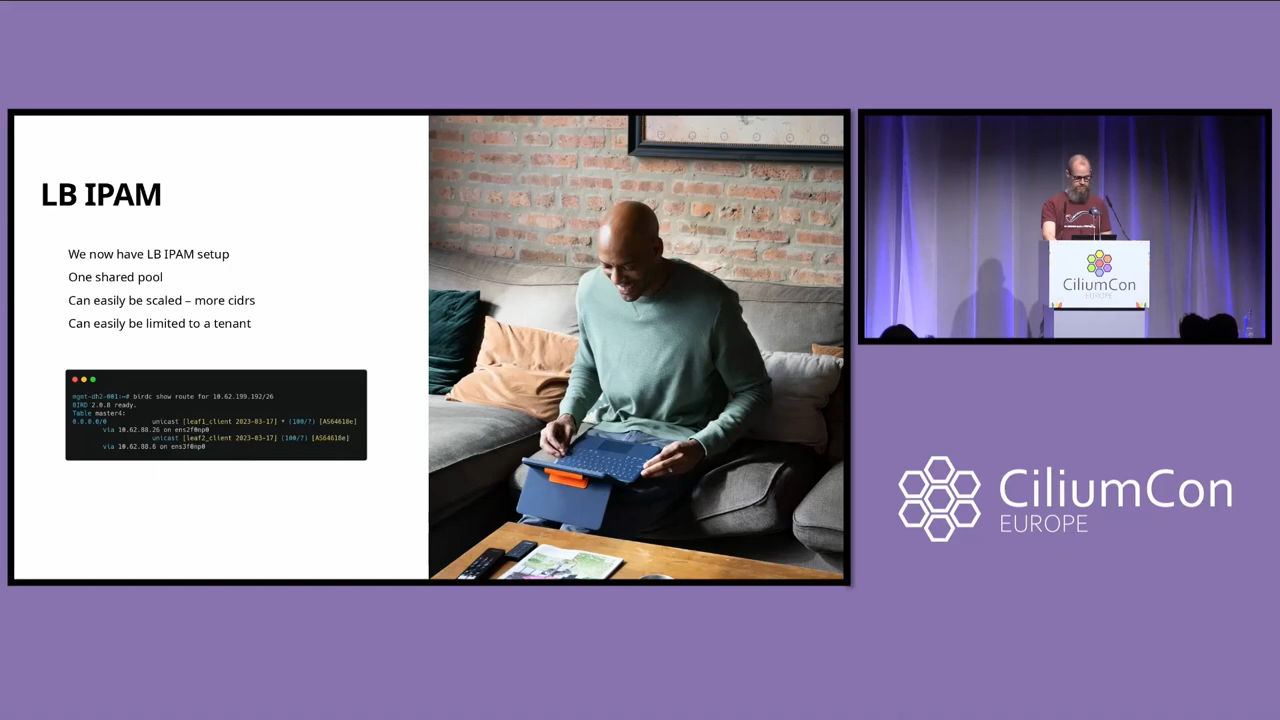 LB IPAM
We now have LB IPAM setup
One shared pool
Can easily be scaled – more cidrs
Can easily be limited to a tenant
mgmt-dh2-001:~# birdc show route for 10.62.199.192/26
BIRD 2.0.8 ready.
Table master4:
0.0.0.0/0 unicast [leaf1_client 2023-03-17] * (100/?) [AS64618e]
via 10.62.88.26 on ens2f0np0
unicast [leaf2_client 2023-03-17] (100/?) [AS64618e]
via 10.62.88.6 on ens3f0np0
CiliumCon
EUROPE
CiliumCon
EUROPE